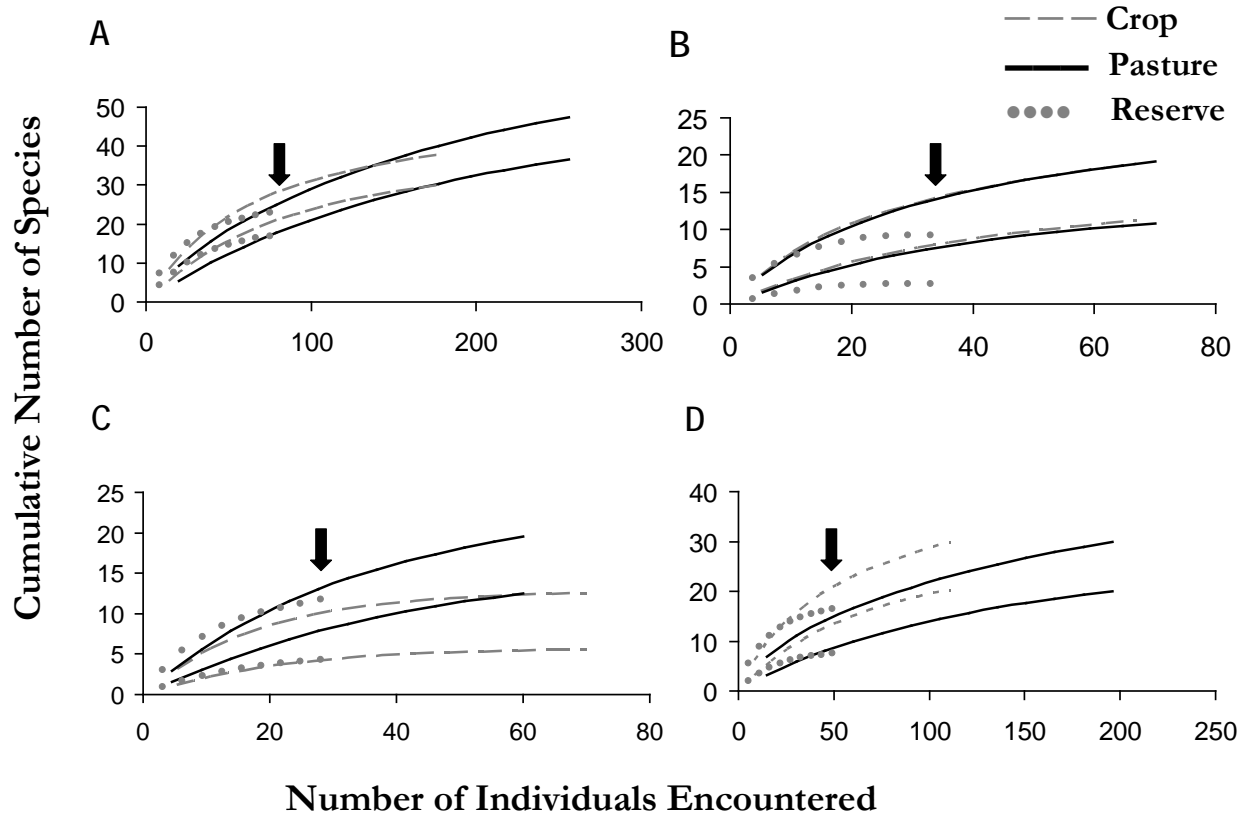 A
B
Crop
Pasture
Reserve
Cumulative Number of Species
50
40
30
20
10
0
0 100 200 300
25
20
15
10
5
0
0 20 40 60 80
C
D
25
20
15
10
5
0
0 20 40 60 80
40
30
20
10
0
0 50 100 150 200 250
Number of Individuals Encountered